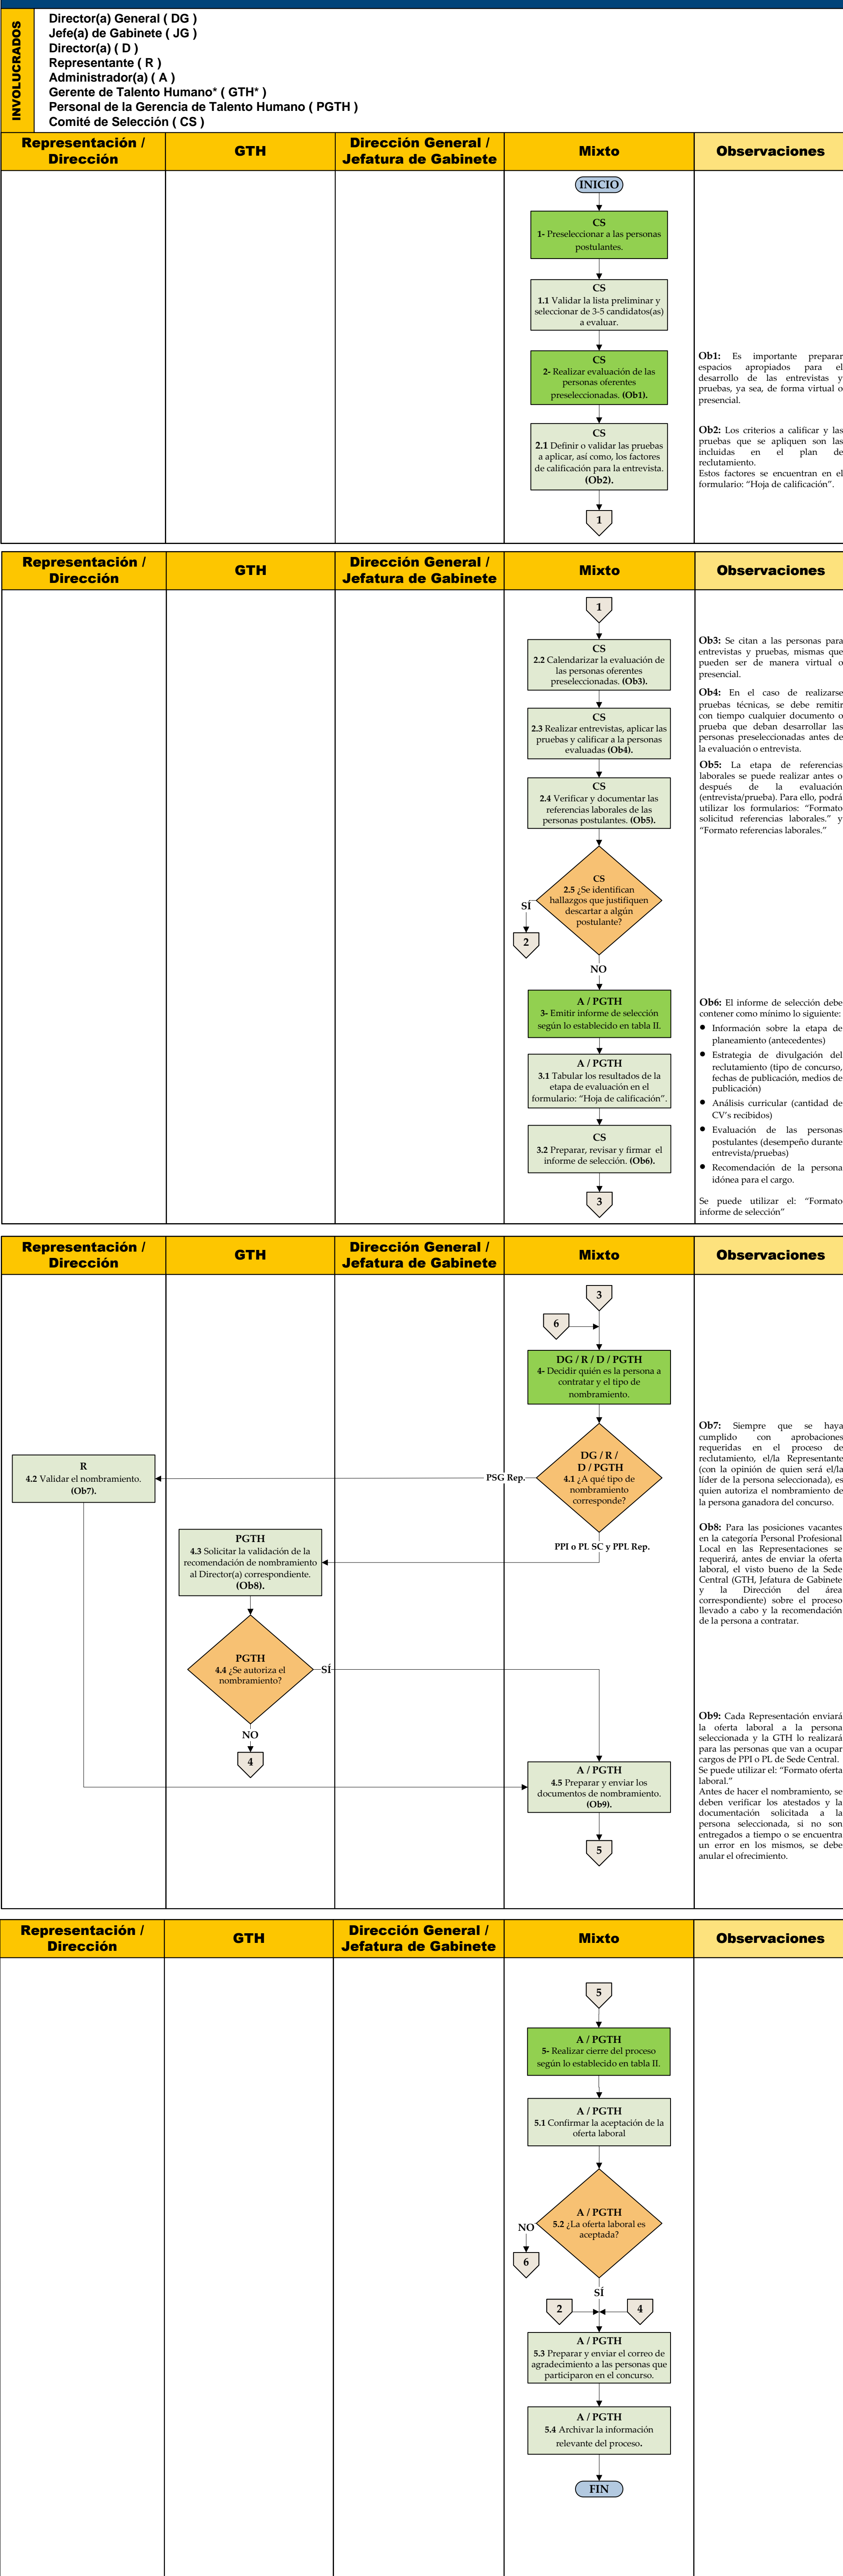 INVOLUCRADOS
Director(a) General ( DG )
Jefe(a) de Gabinete ( JG )
Director(a) ( D )
Representante ( R )
Administrador(a) ( A )
Gerente de Talento Humano* ( GTH* )
Personal de la Gerencia de Talento Humano ( PGTH )
Comité de Selección ( CS )
Representación /
Dirección
GTH
Dirección General /
Jefatura de Gabinete
Mixto
Observaciones
INICIO
CS
1- Preseleccionar a las personas
postulantes.
CS
1.1 Validar la lista preliminar y
seleccionar de 3-5 candidatos(as)
a evaluar.
CS
2- Realizar evaluación de las
personas oferentes
preseleccionadas. (Ob1).
CS
2.1 Definir o validar las pruebas
a aplicar, así como, los factores
de calificación para la entrevista.
(Ob2).
1
Ob1: Es importante preparar
espacios apropiados para el
desarrollo de las entrevistas y
pruebas, ya sea, de forma virtual o
presencial.
Ob2: Los criterios a calificar y las
pruebas que se apliquen son las
incluidas en el plan de
reclutamiento.
Estos factores se encuentran en el
formulario: “Hoja de calificación”.
Representación /
Dirección
GTH
Dirección General /
Jefatura de Gabinete
Mixto
Observaciones
1
CS
2.2 Calendarizar la evaluación de
las personas oferentes
preseleccionadas. (Ob3).
CS
2.3 Realizar entrevistas, aplicar las
pruebas y calificar a la personas
evaluadas (Ob4).
CS
2.4 Verificar y documentar las
referencias laborales de las
personas postulantes. (Ob5).
CS
2.5 ¿Se identifican
hallazgos que justifiquen
descartar a algún
postulante?
SÍ
2
NO
A / PGTH
3- Emitir informe de selección
según lo establecido en tabla II.
A / PGTH
3.1 Tabular los resultados de la
etapa de evaluación en el
formulario: “Hoja de calificación”.
CS
3.2 Preparar, revisar y firmar el
informe de selección. (Ob6).
3
Ob3: Se citan a las personas para
entrevistas y pruebas, mismas que
pueden ser de manera virtual o
presencial.
Ob4: En el caso de realizarse
pruebas técnicas, se debe remitir
con tiempo cualquier documento o
prueba que deban desarrollar las
personas preseleccionadas antes de
la evaluación o entrevista.
Ob5: La etapa de referencias
laborales se puede realizar antes o
después de la evaluación
(entrevista/prueba). Para ello, podrá
utilizar los formularios: “Formato
solicitud referencias laborales.” y
“Formato referencias laborales.”
Ob6: El informe de selección debe
contener como mínimo lo siguiente:
● Información sobre la etapa de
planeamiento (antecedentes)
● Estrategia de divulgación del
reclutamiento (tipo de concurso,
fechas de publicación, medios de
publicación)
● Análisis curricular (cantidad de
CV’s recibidos)
● Evaluación de las personas
postulantes (desempeño durante
entrevista/pruebas)
● Recomendación de la persona
idónea para el cargo.
Se puede utilizar el: “Formato
informe de selección”
Representación /
Dirección
GTH
Dirección General /
Jefatura de Gabinete
Mixto
Observaciones
3
6
DG / R / D / PGTH
4- Decidir quién es la persona a
contratar y el tipo de
nombramiento.
DG / R /
D / PGTH
4.1 ¿A qué tipo de
nombramiento
corresponde?
PSG Rep.
R
4.2 Validar el nombramiento.
(Ob7).
PPI o PL SC y PPL Rep.
PGTH
4.3 Solicitar la validación de la
recomendación de nombramiento
al Director(a) correspondiente.
(Ob8).
PGTH
4.4 ¿Se autoriza el
nombramiento?
SÍ
NO
4
A / PGTH
4.5 Preparar y enviar los
documentos de nombramiento.
(Ob9).
5
Ob7: Siempre que se haya
cumplido con aprobaciones
requeridas en el proceso de
reclutamiento, el/la Representante
(con la opinión de quien será el/la
líder de la persona seleccionada), es
quien autoriza el nombramiento de
la persona ganadora del concurso.
Ob8: Para las posiciones vacantes
en la categoría Personal Profesional
Local en las Representaciones se
requerirá, antes de enviar la oferta
laboral, el visto bueno de la Sede
Central (GTH, Jefatura de Gabinete
y la Dirección del área
correspondiente) sobre el proceso
llevado a cabo y la recomendación
de la persona a contratar.
Ob9: Cada Representación enviará
la oferta laboral a la persona
seleccionada y la GTH lo realizará
para las personas que van a ocupar
cargos de PPI o PL de Sede Central.
Se puede utilizar el: “Formato oferta
laboral.”
Antes de hacer el nombramiento, se
deben verificar los atestados y la
documentación solicitada a la
persona seleccionada, si no son
entregados a tiempo o se encuentra
un error en los mismos, se debe
anular el ofrecimiento.
Representación /
Dirección
GTH
Dirección General /
Jefatura de Gabinete
Mixto
Observaciones
5
A / PGTH
5- Realizar cierre del proceso
según lo establecido en tabla II.
A / PGTH
5.1 Confirmar la aceptación de la
oferta laboral
A / PGTH
5.2 ¿La oferta laboral es
aceptada?
NO
6
SÍ
2
4
A / PGTH
5.3 Preparar y enviar el correo de
agradecimiento a las personas que
participaron en el concurso.
A / PGTH
5.4 Archivar la información
relevante del proceso.
FIN